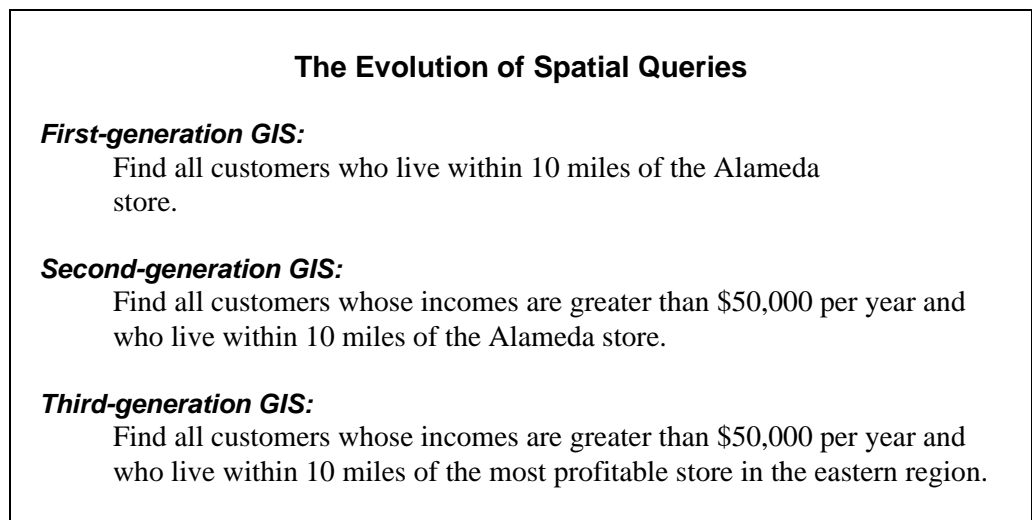 The Evolution of Spatial Queries
First-generation GIS:
Find all customers who live within 10 miles of the Alameda
store.
Second-generation GIS:
Find all customers whose incomes are greater than $50,000 per year and
who live within 10 miles of the Alameda store.
Third-generation GIS:
Find all customers whose incomes are greater than $50,000 per year and
who live within 10 miles of the most profitable store in the eastern region.